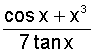 cos x + x³
7 tan x